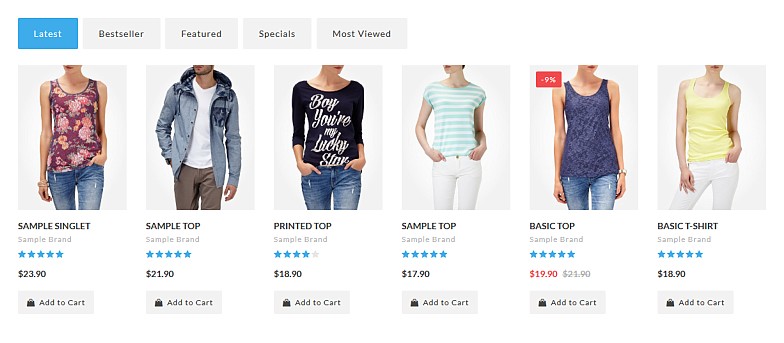 Latest
Bestseller
Featured
Specials
Most Viewed
-9%
Boy
You're
my
Lucky
Star
SAMPLE SINGLET
Sample Brand
$23.90
Add to Cart
SAMPLE TOP
Sample Brand
$21.90
Add to Cart
PRINTED TOP
Sample Brand
$18.90
Add to Cart
SAMPLE TOP
Sample Brand
$17.90
Add to Cart
BASIC TOP
Sample Brand
$19.90 $21.90
Add to Cart
BASIC T-SHIRT
Sample Brand
$18.90
Add to Cart